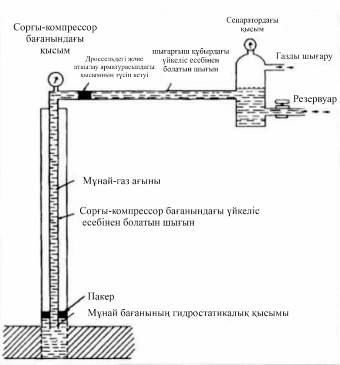 Сорғы-компрессор
бағанындағы
қысым
Сепаратордағы
қысым
Дроссельдегі және
атқылау арматурасындағы
қысымның түсіп кетуі
шығарғыш құбырдағы
үйкеліс есебінен
болатын шығын
Газды шығару
Резервуар
Мұнай-газ ағыны
Сорғы-компрессор бағанындағы үйкеліс
есебінен болатын шығын
Пакер
Мұнай бағанының гидростатикалық қысымы